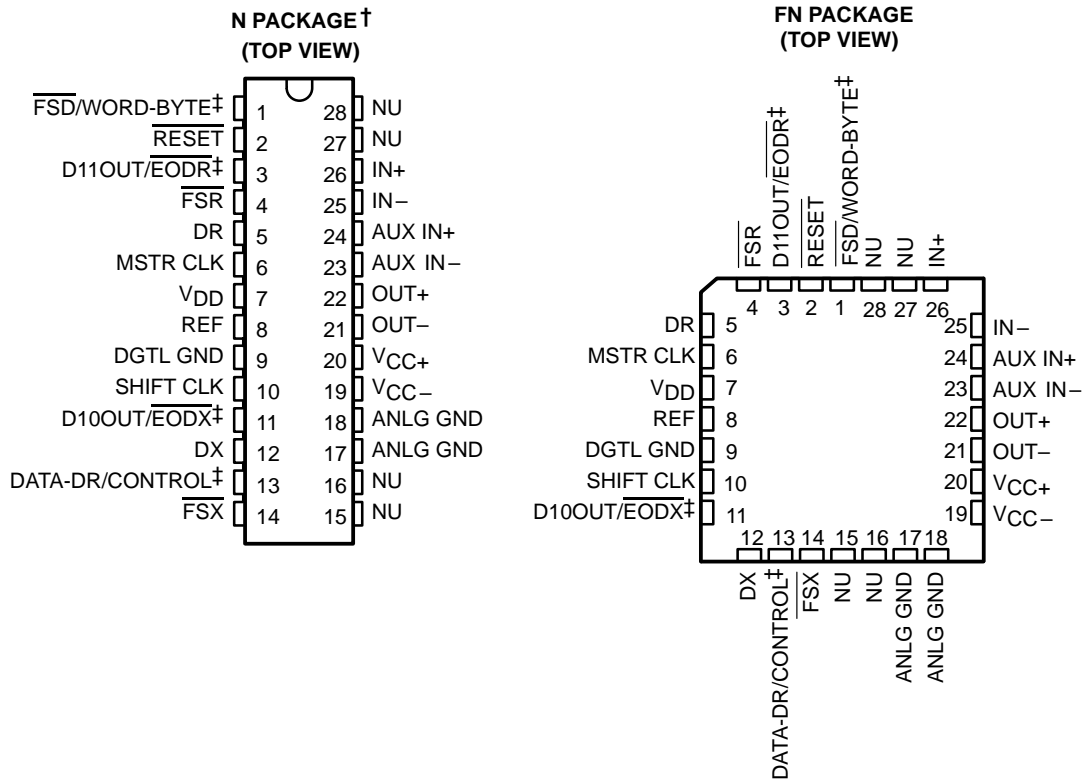 N PACKAGE†
(TOP VIEW)
FSD/WORD-BYTE‡ 1 28 NU
RESET 2 27 NU
D11OUT/EODR‡ 3 26 IN+
FSR 4 25 IN−
DR 5 24 AUX IN+
MSTR CLK 6 23 AUX IN−
VDD 7 22 OUT+
REF 8 21 OUT−
DGTL GND 9 20 VCC+
SHIFT CLK 10 19 VCC−
D10OUT/EODX‡ 11 18 ANLG GND
DX 12 17 ANLG GND
DATA-DR/CONTROL‡ 13 16 NU
FSX 14 15 NU
FN PACKAGE
(TOP VIEW)
FSR
D11OUT/EODR‡
RESET
FSD/WORD-BYTE‡
NU
NU
IN+
4 3 2 1 28 27 26
DR 5 25 IN−
MSTR CLK 6 24 AUX IN+
VDD 7 23 AUX IN−
REF 8 22 OUT+
DGTL GND 9 21 OUT−
SHIFT CLK 10 20 VCC+
D10OUT/EODX‡ 11 19 VCC−
12 13 14 15 16 17 18
DX
DATA-DR/CONTROL‡
FSX
NU
NU
ANLG GND
ANLG GND